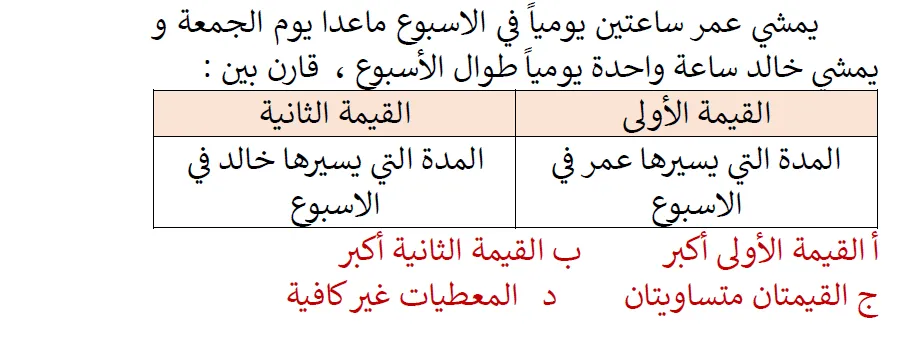 يمشي عمر ساعتين يومياً في الاسبوع ماعدا يوم الجمعة و
يمشي خالد ساعة واحدة يومياً طوال الأسبوع ، قارن بين :
القيمة الأولى القيمة الثانية
المدة التي يسيرها عمر في الاسبوع
المدة التي يسيرها خالد في الاسبوع
أ القيمة الأولى أكبر ب القيمة الثانية أكبر
ج القيمتان متساويتان د المعطيات غير كافية